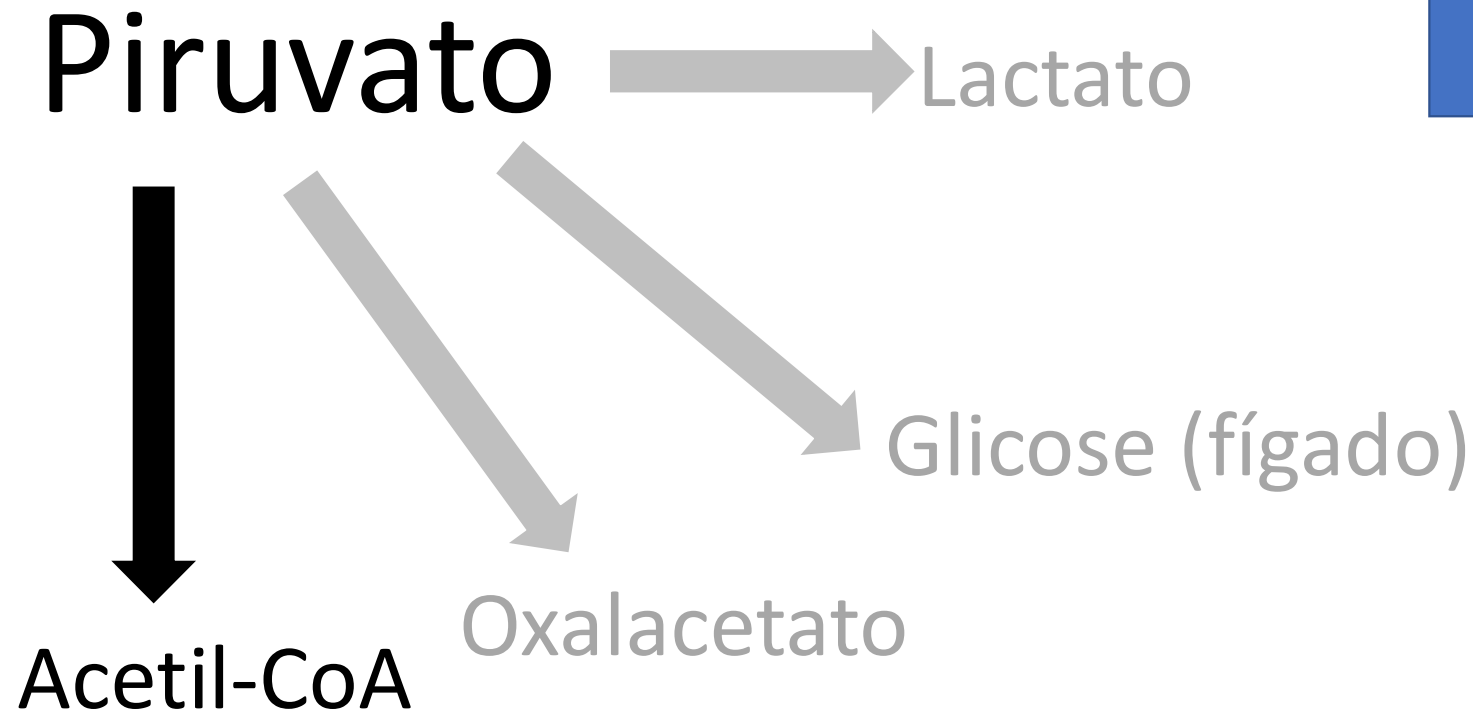 Piruvato
Lactato
Glicose (fígado)
Oxalacetato
Acetil-CoA